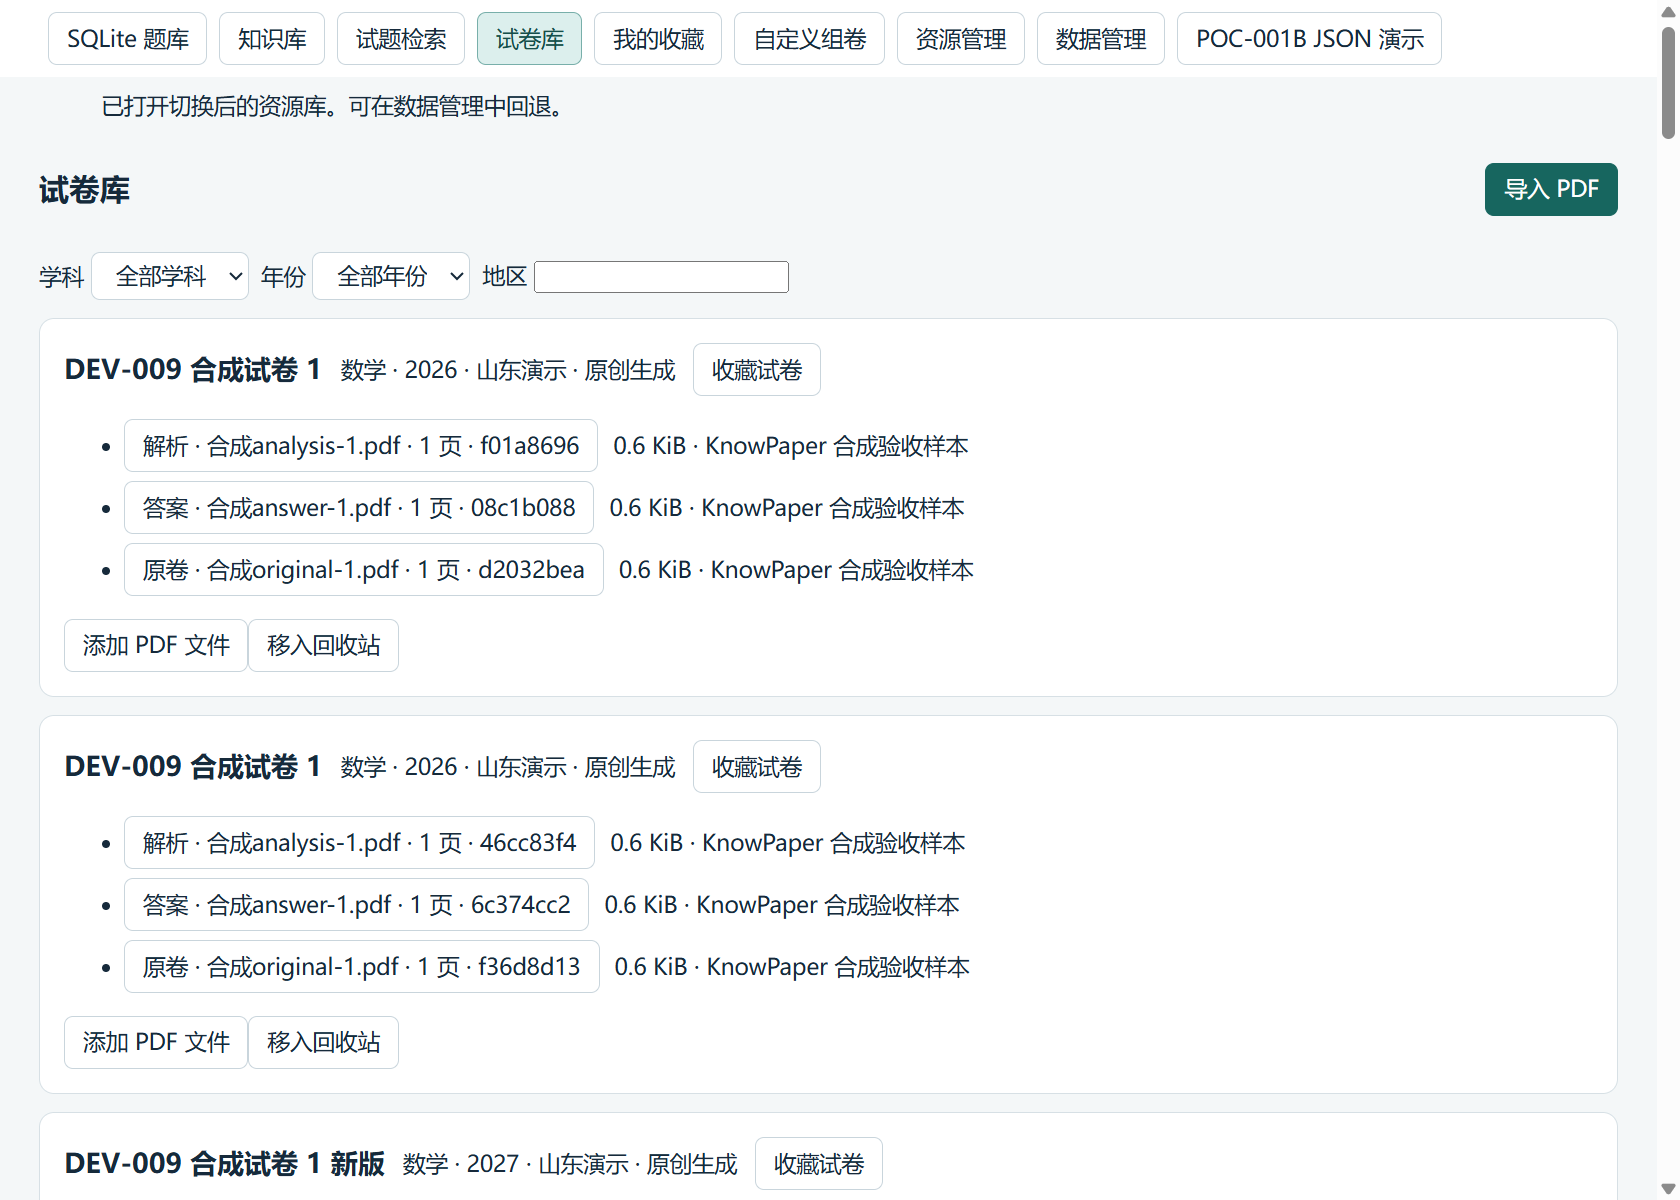 SQLite 题库 知识库 试题检索 试卷库 我的收藏 自定义组卷 资源管理 数据管理 POC-001B JSON 演示
已打开切换后的资源库。可在数据管理中回退。
试卷库 导入 PDF
学科 全部学科 年份 全部年份 地区
DEV-009 合成试卷 1 数学 · 2026 · 山东演示 · 原创生成 收藏试卷
解析 · 合成analysis-1.pdf · 1 页 · f01a8696 0.6 KiB · KnowPaper 合成验收样本
答案 · 合成answer-1.pdf · 1 页 · 08c1b088 0.6 KiB · KnowPaper 合成验收样本
原卷 · 合成original-1.pdf · 1 页 · d2032bea 0.6 KiB · KnowPaper 合成验收样本
添加 PDF 文件 移入回收站
DEV-009 合成试卷 1 数学 · 2026 · 山东演示 · 原创生成 收藏试卷
解析 · 合成analysis-1.pdf · 1 页 · 46cc83f4 0.6 KiB · KnowPaper 合成验收样本
答案 · 合成answer-1.pdf · 1 页 · 6c374cc2 0.6 KiB · KnowPaper 合成验收样本
原卷 · 合成original-1.pdf · 1 页 · f36d8d13 0.6 KiB · KnowPaper 合成验收样本
添加 PDF 文件 移入回收站
DEV-009 合成试卷 1 新版 数学 · 2027 · 山东演示 · 原创生成 收藏试卷